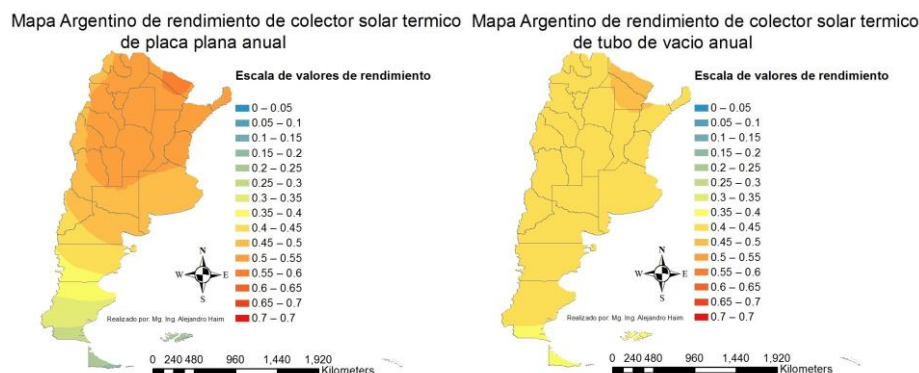 Mapa Argentino de rendimiento de colector solar termico
de placa plana anual
Escala de valores de rendimiento
0 – 0.05
0.05 – 0.1
0.1 – 0.15
0.15 – 0.2
0.2 – 0.25
0.25 – 0.3
0.3 – 0.35
0.35 – 0.4
0.4 – 0.45
0.45 – 0.5
0.5 – 0.55
0.55 – 0.6
0.6 – 0.65
0.65 – 0.7
0.7 – 0.7
N
W E
S
Realizado por: Mg. Ing. Alejandro Haim
0 240 480 960 1,440 1,920
Kilometers
Mapa Argentino de rendimiento de colector solar termico
de tubo de vacio anual
Escala de valores de rendimiento
0 – 0.05
0.05 – 0.1
0.1 – 0.15
0.15 – 0.2
0.2 – 0.25
0.25 – 0.3
0.3 – 0.35
0.35 – 0.4
0.4 – 0.45
0.45 – 0.5
0.5 – 0.55
0.55 – 0.6
0.6 – 0.65
0.65 – 0.7
0.7 – 0.7
N
W E
S
Realizado por: Mg. Ing. Alejandro Haim
0 240 480 960 1,440 1,920
Kilometers